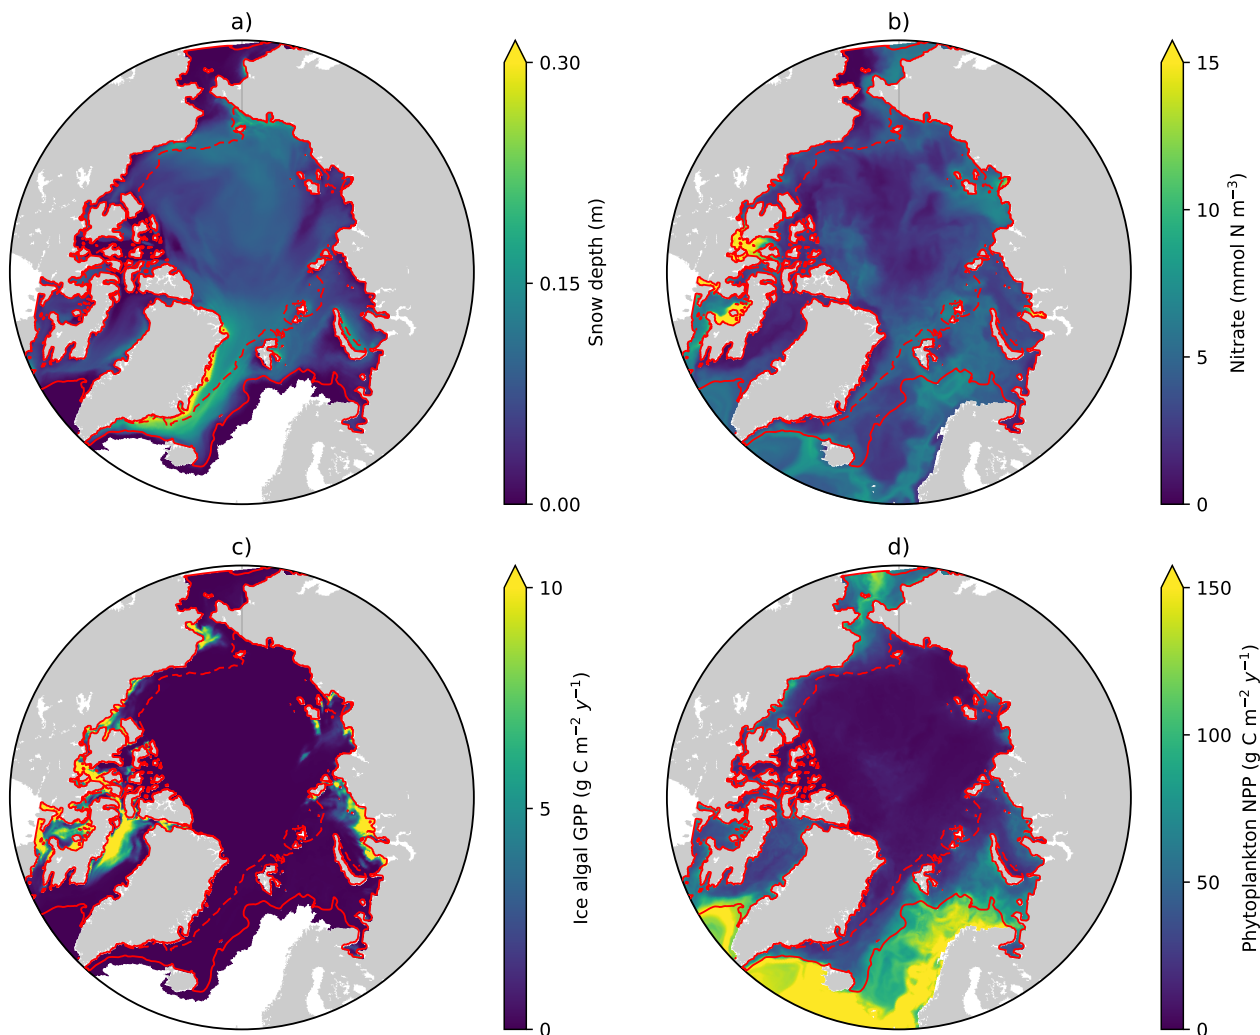 a)
0.30
0.15
0.00
Snow depth (m)
b)
15
10
5
0
Nitrate (mmol N m⁻³)
c)
10
5
0
Ice algal GPP (g C m⁻² y⁻¹)
d)
150
100
50
0
Phytoplankton NPP (g C m⁻² y⁻¹)